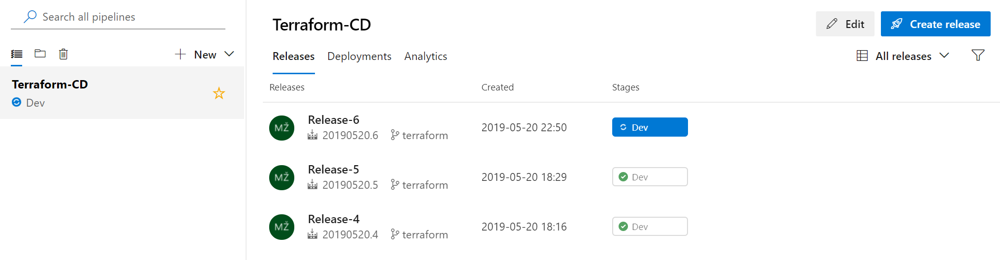 Search all pipelines
New
Terraform-CD
Dev
Terraform-CD
Edit
Create release
Releases Deployments Analytics
All releases
Releases Created Stages
MŽ
Release-6
20190520.6 terraform
2019-05-20 22:50
Dev
MŽ
Release-5
20190520.5 terraform
2019-05-20 18:29
Dev
MŽ
Release-4
20190520.4 terraform
2019-05-20 18:16
Dev